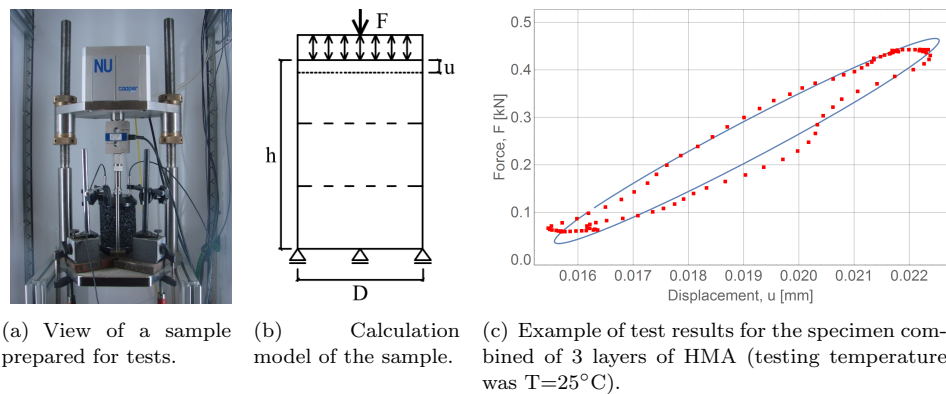 NU
cooper
F
u
h
D
0.5
0.4
0.3
0.2
0.1
0.0
Force, F [kN]
0.016 0.017 0.018 0.019 0.020 0.021 0.022
Displacement, u [mm]
(a) View of a sample
prepared for tests.
(b) Calculation
model of the sample.
(c) Example of test results for the specimen com-
bined of 3 layers of HMA (testing temperature
was T=25°C).